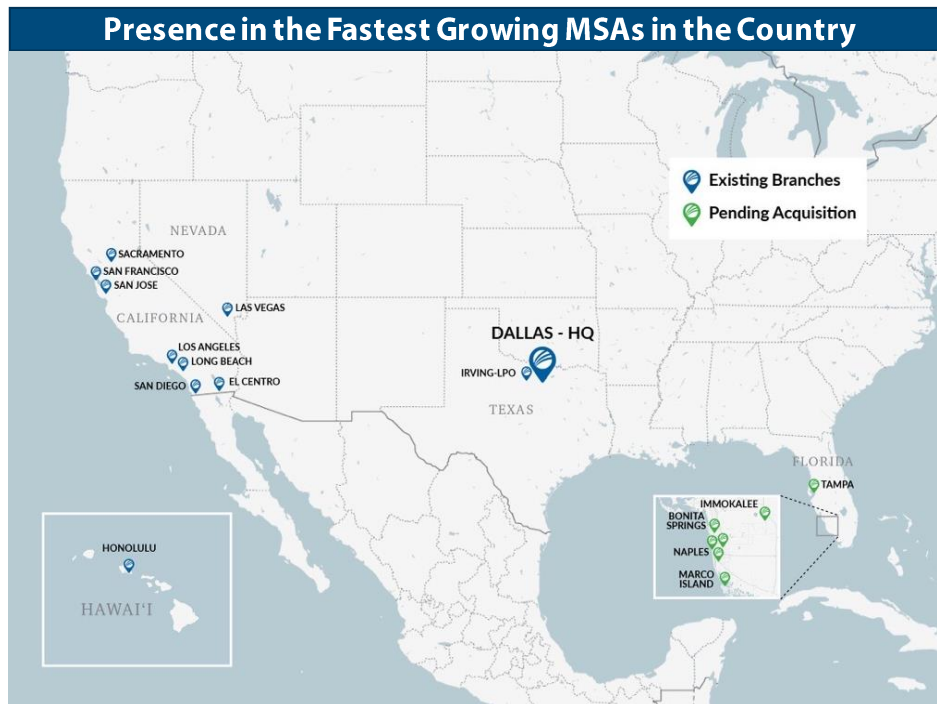 Presence in the Fastest Growing MSAs in the Country
Existing Branches
Pending Acquisition
NEVADA
SACRAMENTO
SAN FRANCISCO
SAN JOSE
LAS VEGAS
CALIFORNIA
LOS ANGELES
LONG BEACH
SAN DIEGO
EL CENTRO
DALLAS - HQ
IRVING-LPO
TEXAS
FLORIDA
TAMPA
IMMOKALEE
BONITA
SPRINGS
NAPLES
MARCO
ISLAND
HONOLULU
HAWAIʻI